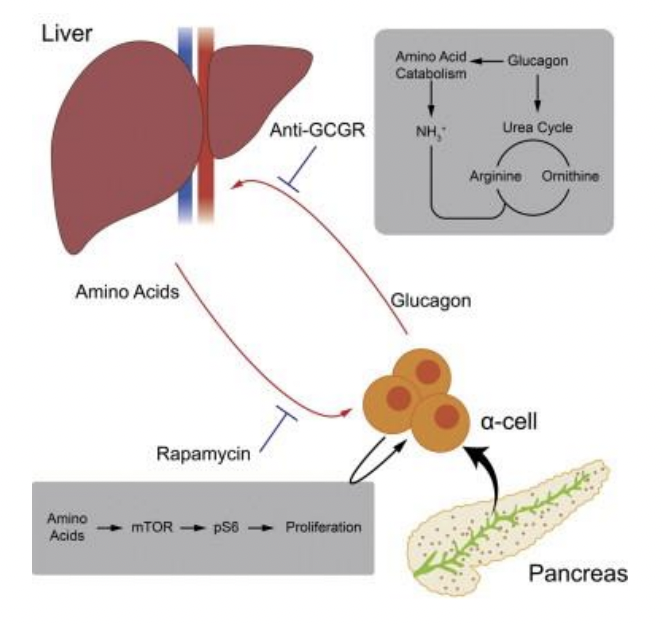 Liver
Anti-GCGR
Amino Acid
Catabolism
Glucagon
NH₃⁺
Urea Cycle
Arginine
Ornithine
Amino Acids
Glucagon
Rapamycin
α-cell
Amino
Acids
mTOR
pS6
Proliferation
Pancreas